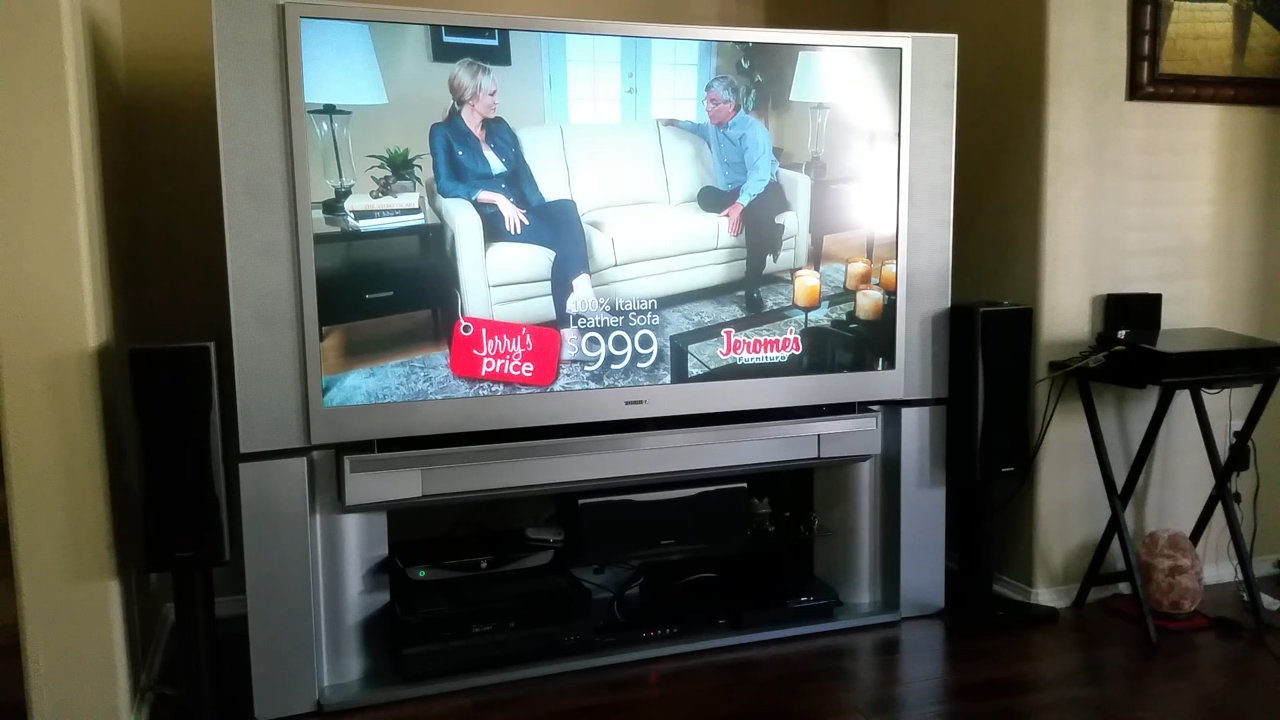 100% Italian
Leather Sofa
$999
Jerry's
price
Jerome's
Furniture